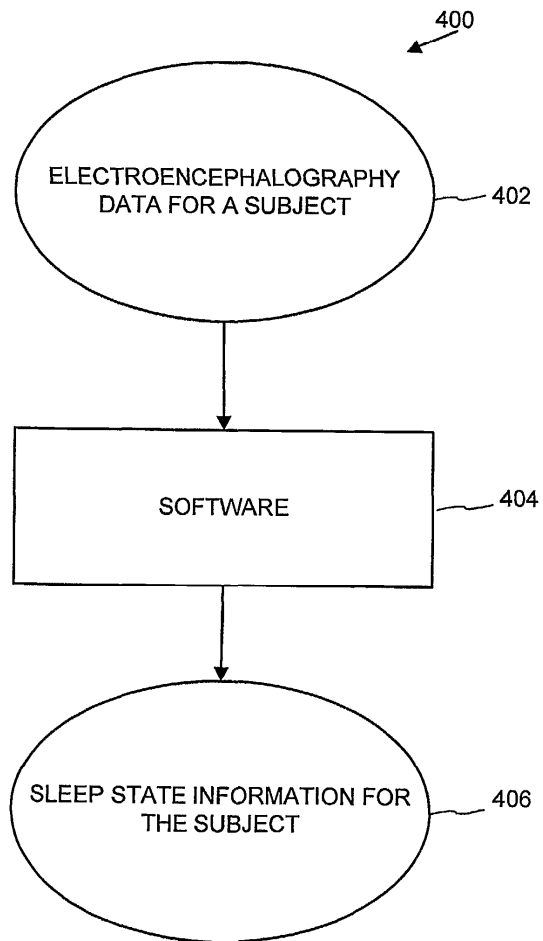 400
ELECTROENCEPHALOGRAPHY
DATA FOR A SUBJECT
402
SOFTWARE
404
SLEEP STATE INFORMATION FOR
THE SUBJECT
406